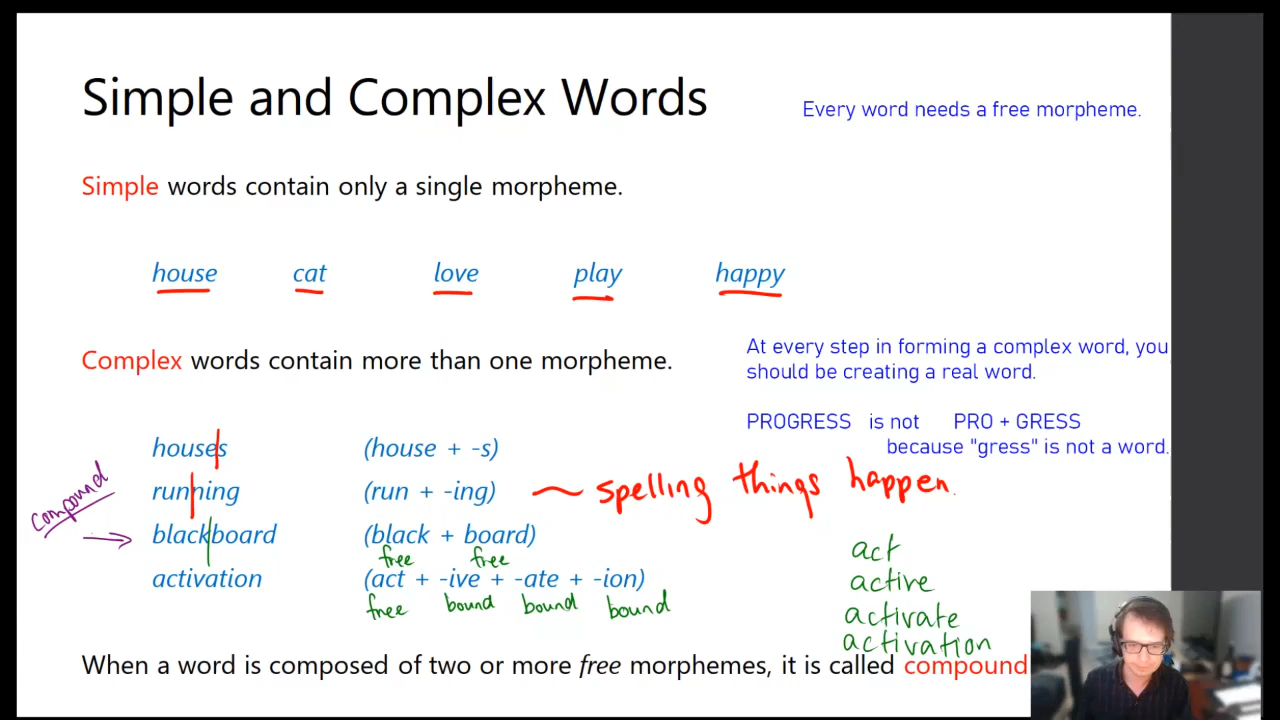 Simple and Complex Words
Every word needs a free morpheme.
Simple words contain only a single morpheme.
house cat love play happy
Complex words contain more than one morpheme.
At every step in forming a complex word, you
should be creating a real word.
PROGRESS is not PRO + GRESS
because "gress" is not a word.
houses (house + -s)
running (run + -ing) spelling things happen.
compound
blackboard (black + board)
free free
activation (act + -ive + -ate + -ion)
free bound bound bound
act
active
activate
activation
When a word is composed of two or more free morphemes, it is called compound